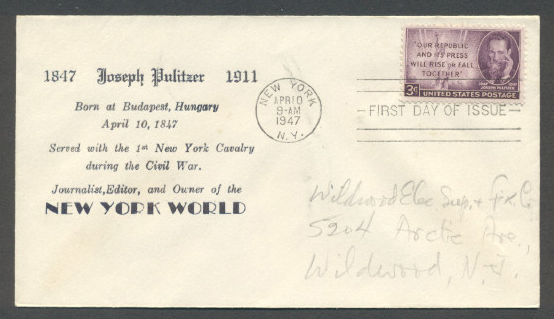 1847 Joseph Pulitzer 1911
Born at Budapest, Hungary
April 10, 1847
Served with the 1st New York Cavalry
during the Civil War.
Journalist, Editor, and Owner of the
NEW YORK WORLD
NEW YORK
APR 10
9-AM
1947
N.Y.
"OUR REPUBLIC
AND ITS PRESS
WILL RISE OR FALL
TOGETHER"
JOSEPH PULITZER
3¢ UNITED STATES POSTAGE
FIRST DAY OF ISSUE
Wildwood Elec Sup. + Fix. Co.
5204 Arctic Ave.,
Wildwood, N.J.